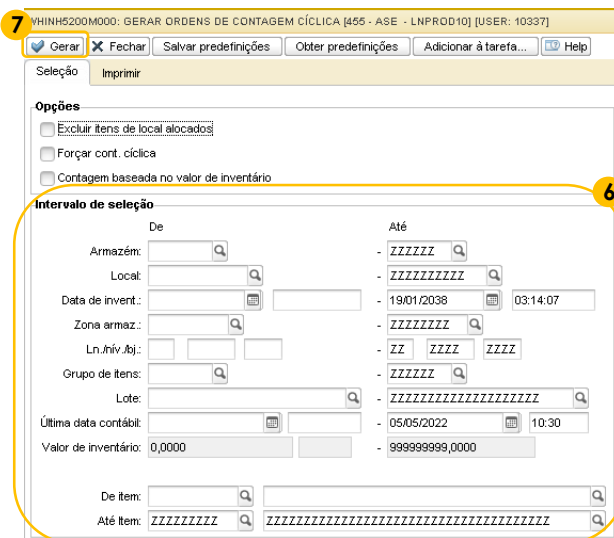 7
WHINH5200M000: GERAR ORDENS DE CONTAGEM CÍCLICA [455 - ASE - LNPROD10] [USER: 10337]
Gerar Fechar Salvar predefinições Obter predefinições Adicionar à tarefa... Help
Seleção Imprimir
Opções
Excluir itens de local alocados
Forçar cont. cíclica
Contagem baseada no valor de inventário
6
Intervalo de seleção
De Até
Armazém: - ZZZZZZ
Local: - ZZZZZZZZZZ
Data de invent.: - 19/01/2038 03:14:07
Zona armaz.: - ZZZZZZZZ
Ln./nív./bj.: - ZZ ZZZZ ZZZZ
Grupo de itens: - ZZZZZZ
Lote: - ZZZZZZZZZZZZZZZZZZZZ
Última data contábil: - 05/05/2022 10:30
Valor de inventário: 0,0000 - 999999999,0000
De item:
Até Item: ZZZZZZZZZ ZZZZZZZZZZZZZZZZZZZZZZZZZZZZZZZZZZZZZZ